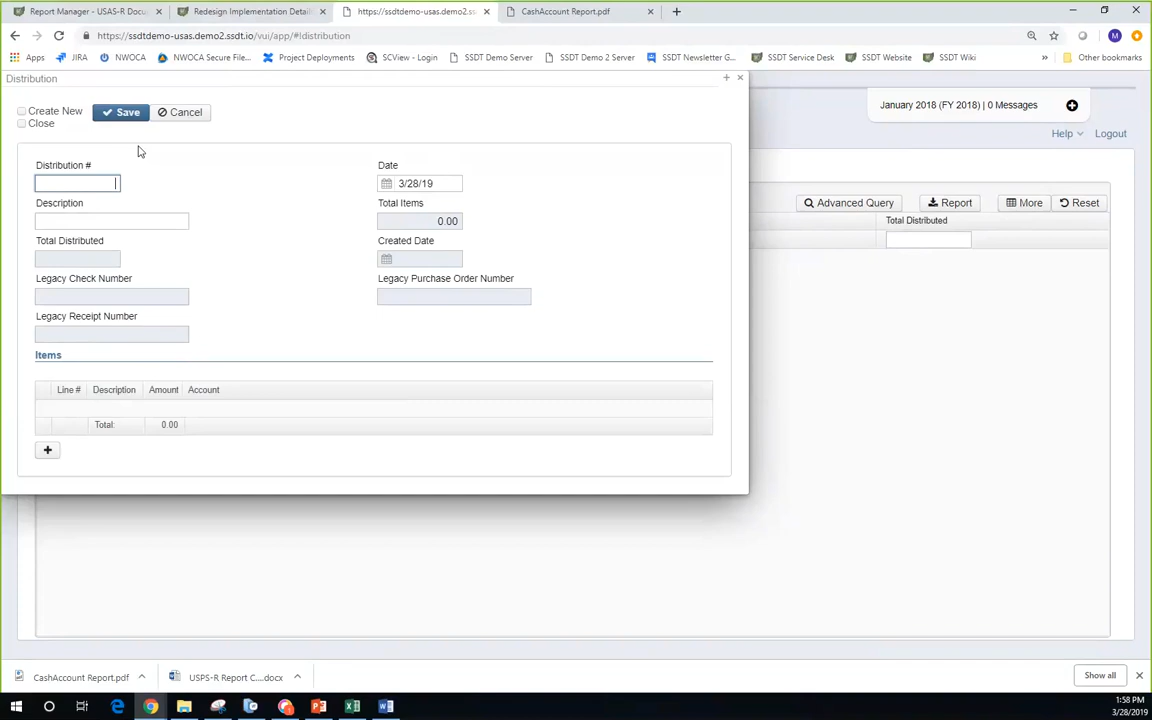 Report Manager - USAS-R Docu
Redesign Implementation Detail
https://ssdtdemo-usas.demo2.ss
CashAccount Report.pdf
https://ssdtdemo-usas.demo2.ssdt.io/vui/app/#!distribution
M
Apps
JIRA
NWOCA
NWOCA Secure File...
Project Deployments
SCView - Login
SSDT Demo Server
SSDT Demo 2 Server
SSDT Newsletter G...
SSDT Service Desk
SSDT Website
SSDT Wiki
»
Other bookmarks
Distribution
January 2018 (FY 2018) | 0 Messages
Help
Logout
Create New
Close
Save
Cancel
Distribution #
Date
3/28/19
Description
Total Items
0.00
Total Distributed
Created Date
Legacy Check Number
Legacy Purchase Order Number
Legacy Receipt Number
Items
Line # Description Amount Account
Total: 0.00
Advanced Query
Report
More
Reset
Total Distributed
CashAccount Report.pdf
USPS-R Report C....docx
Show all
1:58 PM
3/28/2019